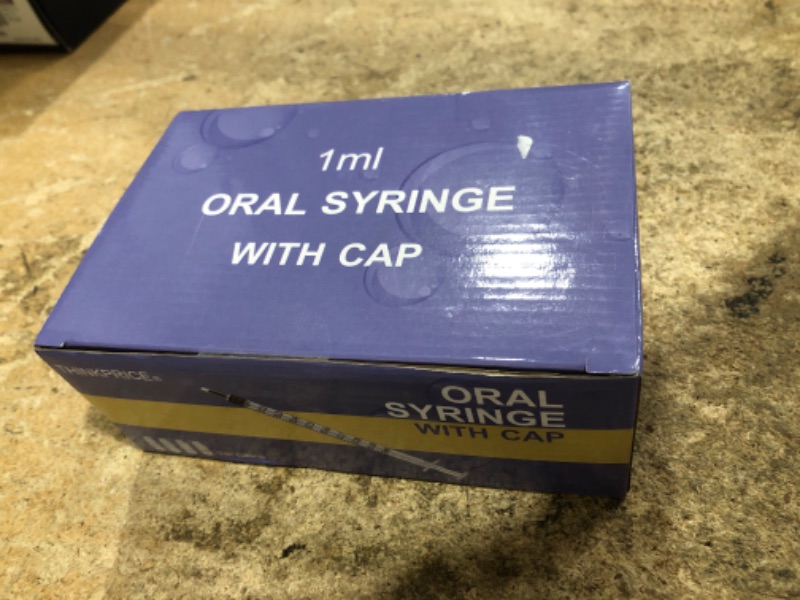 1ml
ORAL SYRINGE
WITH CAP
THINKPRICE®
ORAL
SYRINGE
WITH CAP